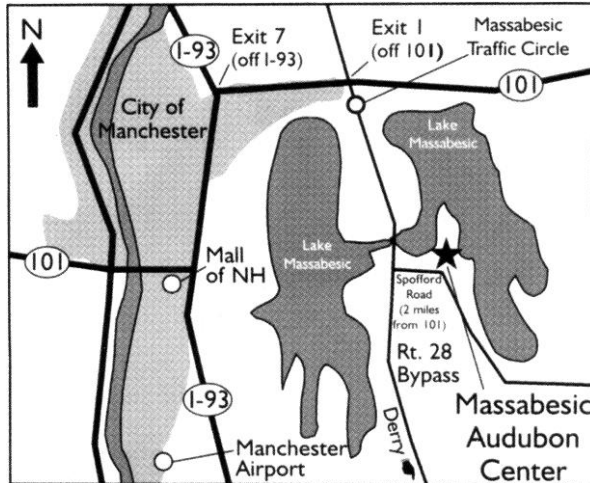 N
I-93
Exit 7
(off I-93)
Exit 1
(off 101)
Massabesic
Traffic Circle
101
City of
Manchester
Lake
Massabesic
Lake
Massabesic
101
Mall
of NH
Spofford
Road
(2 miles
from 101)
Rt. 28
Bypass
I-93
Derry
Massabesic
Audubon
Center
Manchester
Airport